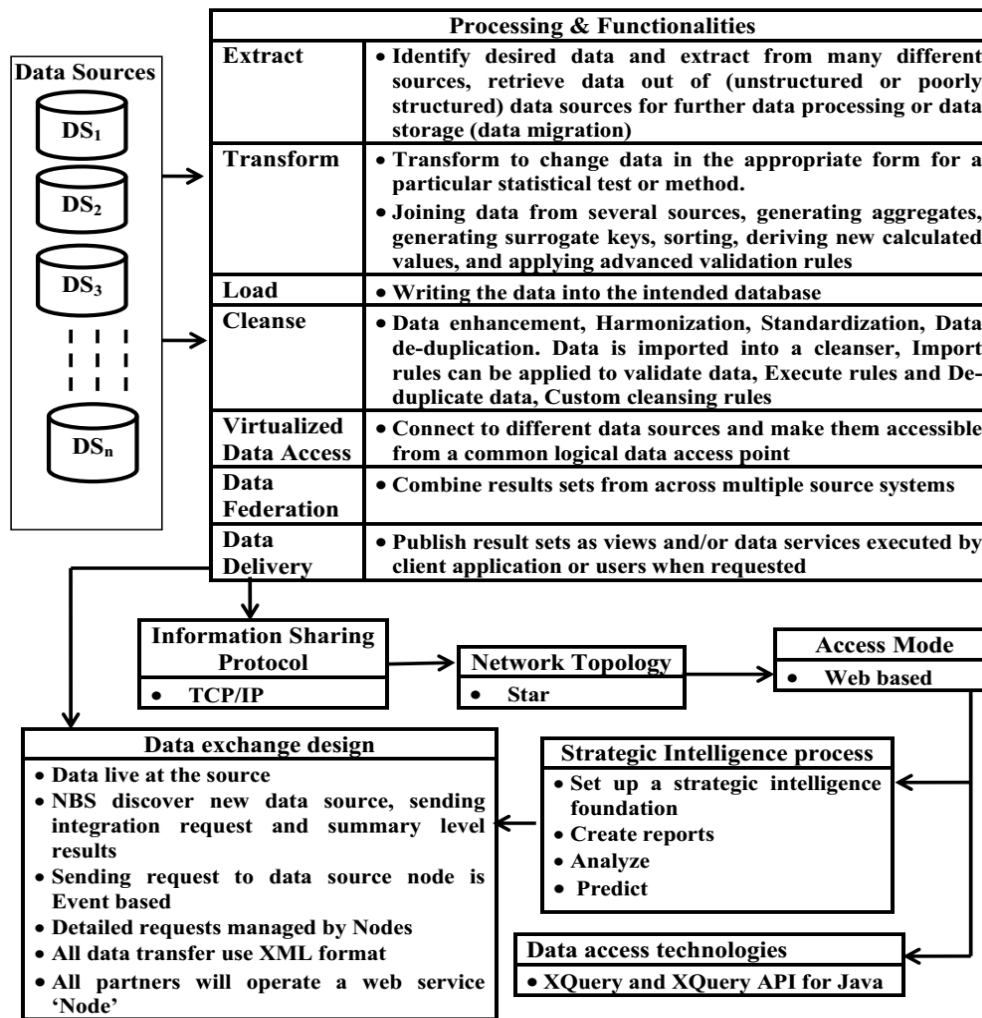 Processing & Functionalities
Data Sources
DS1
DS2
DS3
DSn
Extract
• Identify desired data and extract from many different
sources, retrieve data out of (unstructured or poorly
structured) data sources for further data processing or data
storage (data migration)
Transform
• Transform to change data in the appropriate form for a
particular statistical test or method.
• Joining data from several sources, generating aggregates,
generating surrogate keys, sorting, deriving new calculated
values, and applying advanced validation rules
Load
• Writing the data into the intended database
Cleanse
• Data enhancement, Harmonization, Standardization, Data
de-duplication. Data is imported into a cleanser, Import
rules can be applied to validate data, Execute rules and De-
duplicate data, Custom cleansing rules
Virtualized
Data Access
• Connect to different data sources and make them accessible
from a common logical data access point
Data
Federation
• Combine results sets from across multiple source systems
Data
Delivery
• Publish result sets as views and/or data services executed by
client application or users when requested
Information Sharing
Protocol
• TCP/IP
Network Topology
• Star
Access Mode
• Web based
Data exchange design
• Data live at the source
• NBS discover new data source, sending
integration request and summary level
results
• Sending request to data source node is
Event based
• Detailed requests managed by Nodes
• All data transfer use XML format
• All partners will operate a web service
‘Node’
Strategic Intelligence process
• Set up a strategic intelligence
foundation
• Create reports
• Analyze
• Predict
Data access technologies
• XQuery and XQuery API for Java